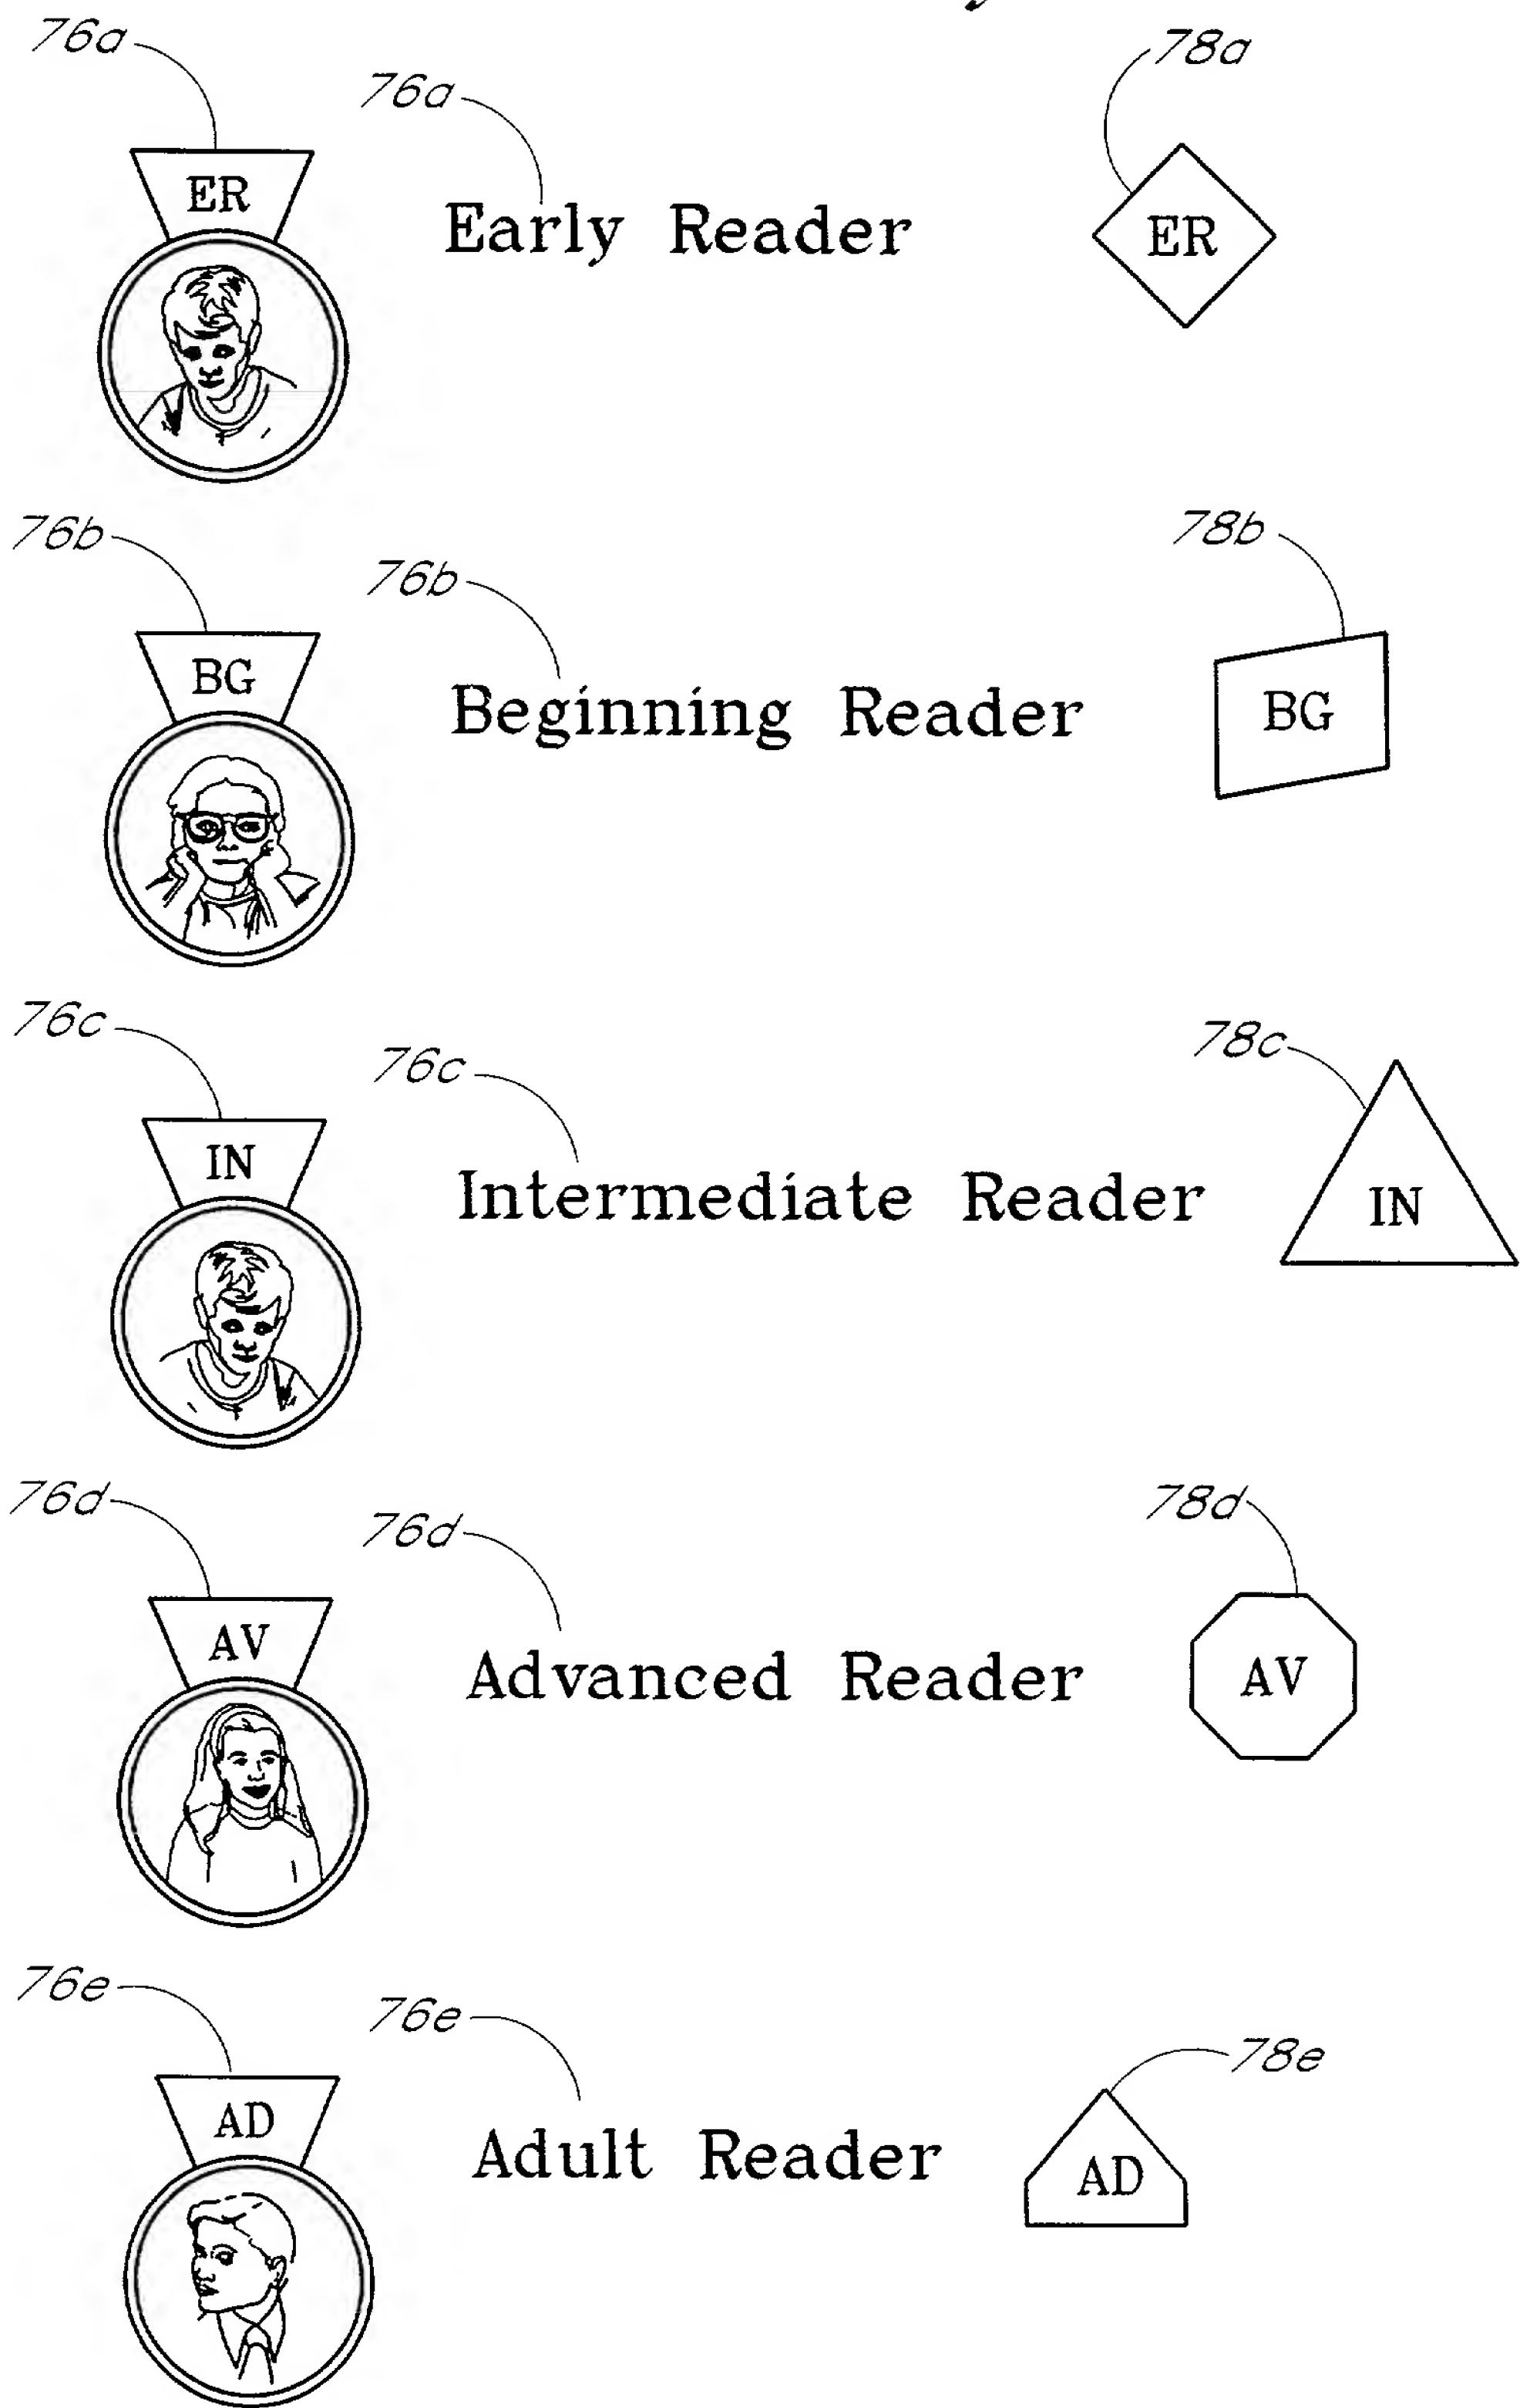 76a
76a
78a
ER
Early Reader
ER
76b
76b
78b
BG
Beginning Reader
BG
76c
76c
78c
IN
Intermediate Reader
IN
76d
76d
78d
AV
Advanced Reader
AV
76e
76e
78e
AD
Adult Reader
AD